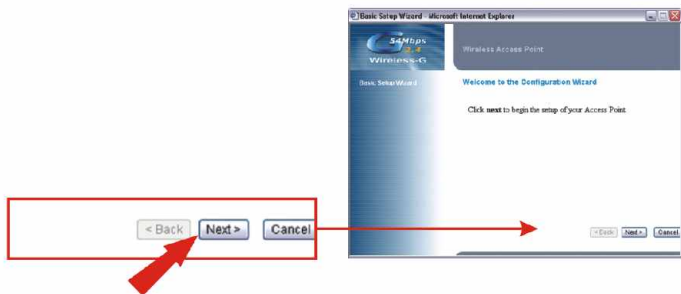 Basic Setup Wizard - Microsoft Internet Explorer
54Mbps
2.4
Wireless-G
Wireless Access Point
Basic Setup Wizard
Welcome to the Configuration Wizard
Click next to begin the setup of your Access Point.
< Back Next > Cancel
< Back Next > Cancel